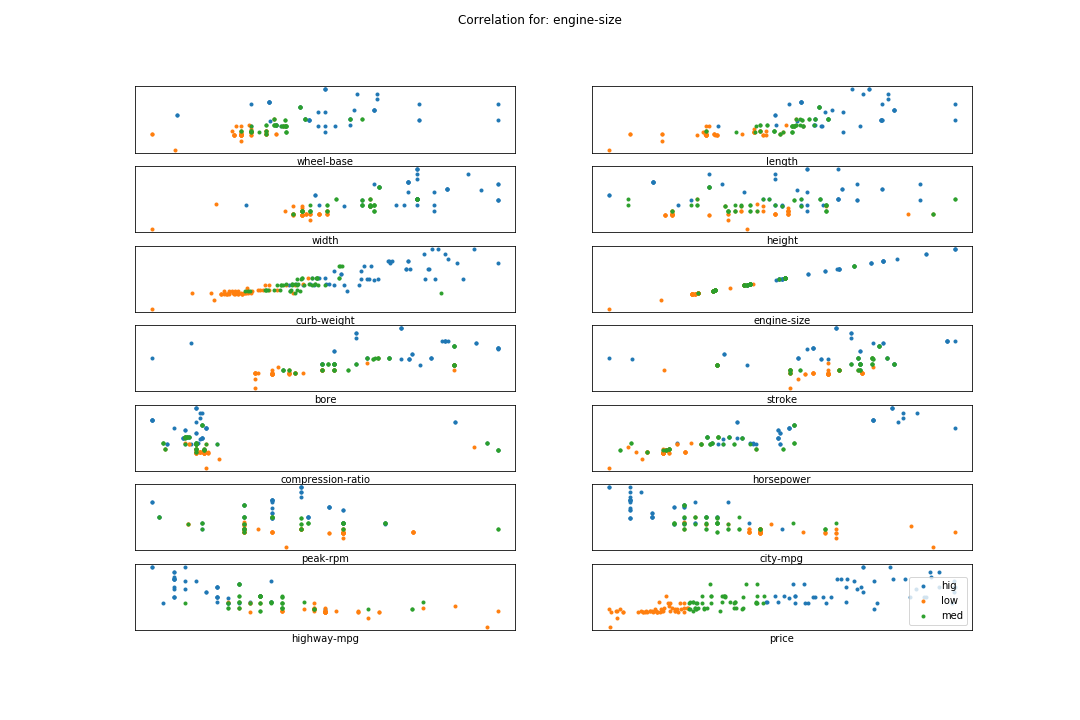 Correlation for: engine-size
wheel-base
length
width
height
curb-weight
engine-size
bore
stroke
compression-ratio
horsepower
peak-rpm
city-mpg
highway-mpg
hig
low
med
price